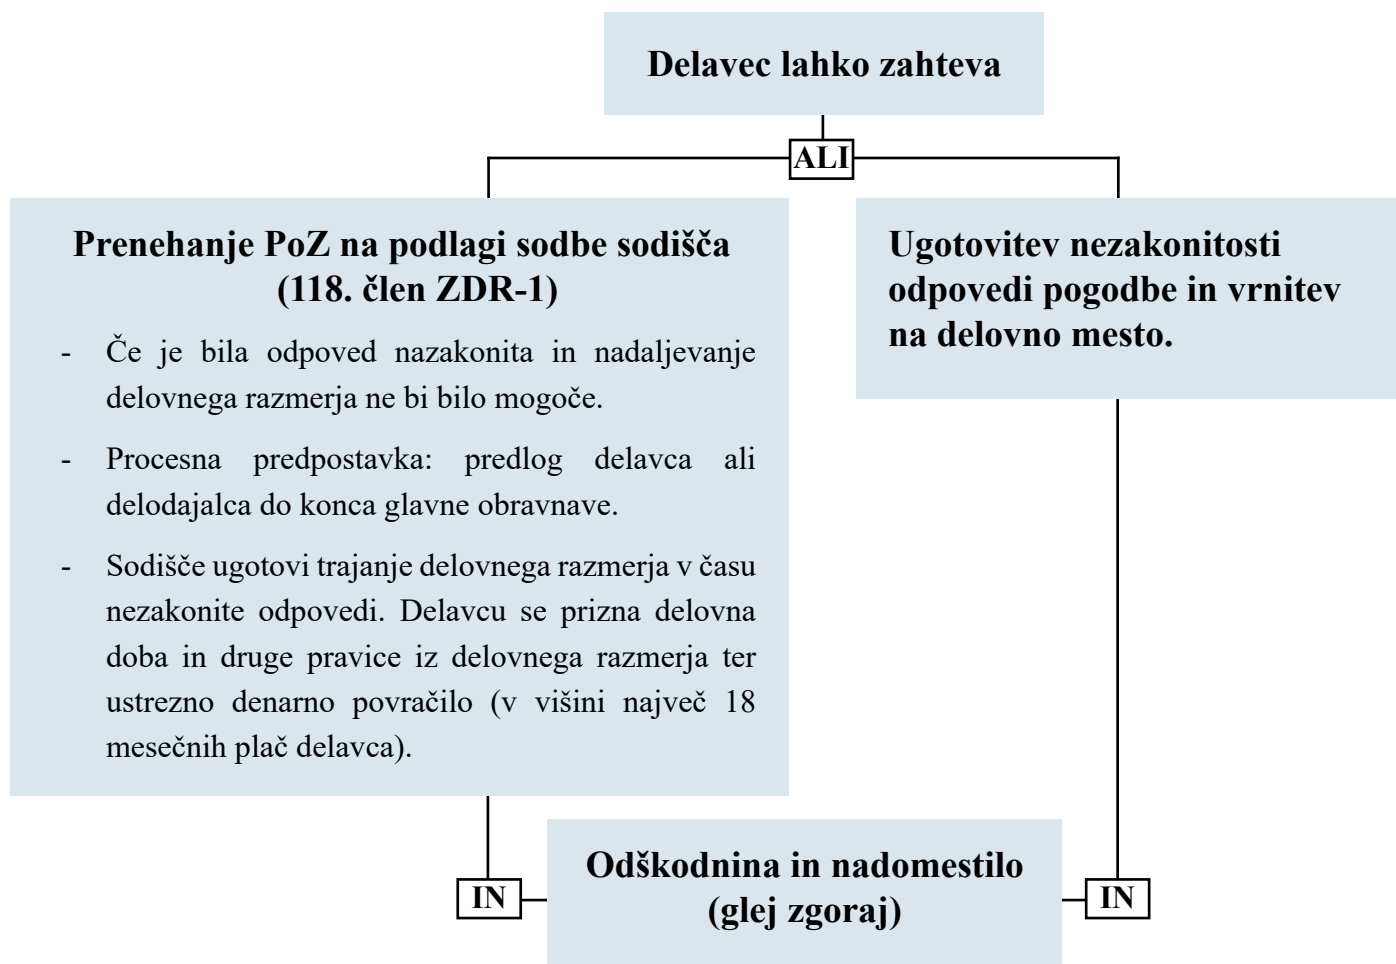 Delavec lahko zahteva
ALI
Prenehanje PoZ na podlagi sodbe sodišča
(118. člen ZDR-1)
- Če je bila odpoved nazakonita in nadaljevanje
delovnega razmerja ne bi bilo mogoče.
- Procesna predpostavka: predlog delavca ali
delodajalca do konca glavne obravnave.
- Sodišče ugotovi trajanje delovnega razmerja v času
nezakonite odpovedi. Delavcu se prizna delovna
doba in druge pravice iz delovnega razmerja ter
ustrezno denarno povračilo (v višini največ 18
mesečnih plač delavca).
Ugotovitev nezakonitosti
odpovedi pogodbe in vrnitev
na delovno mesto.
IN
Odškodnina in nadomestilo
(glej zgoraj)
IN